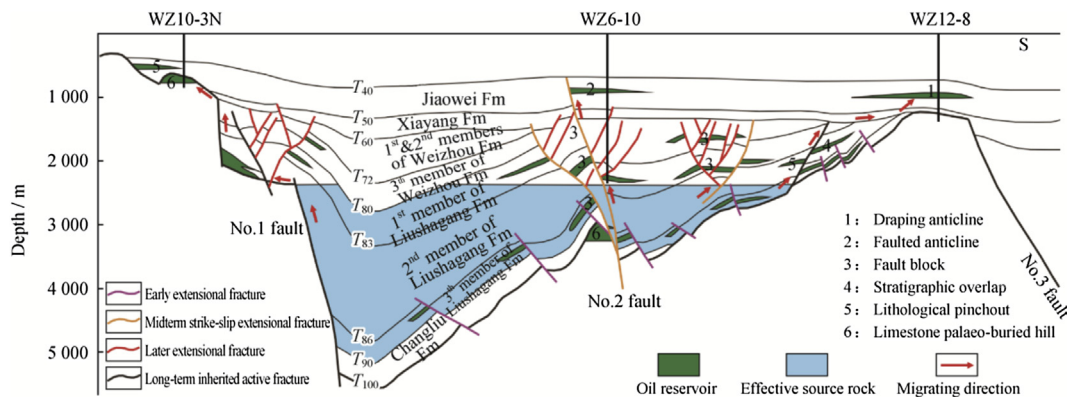 WZ10-3N
WZ6-10
WZ12-8
S
Depth / m
1 000
2 000
3 000
4 000
5 000
5
6
2
1
T40
Jiaowei Fm
T50
Xiayang Fm
T60
1st &2nd members
of Weizhou Fm
T72
3th member of
Weizhou Fm
T80
1st member of
Liushagang Fm
T83
2nd member of
Liushagang Fm
3th member of
Liushagang Fm
T86
Changliu
Fm
T90
T100
3
3
3
3
3
3
6
5
4
No.1 fault
No.2 fault
No.3 fault
1: Draping anticline
2: Faulted anticline
3: Fault block
4: Stratigraphic overlap
5: Lithological pinchout
6: Limestone palaeo-buried hill
Early extensional fracture
Midterm strike-slip extensional fracture
Later extensional fracture
Long-term inherited active fracture
Oil reservoir
Effective source rock
Migrating direction